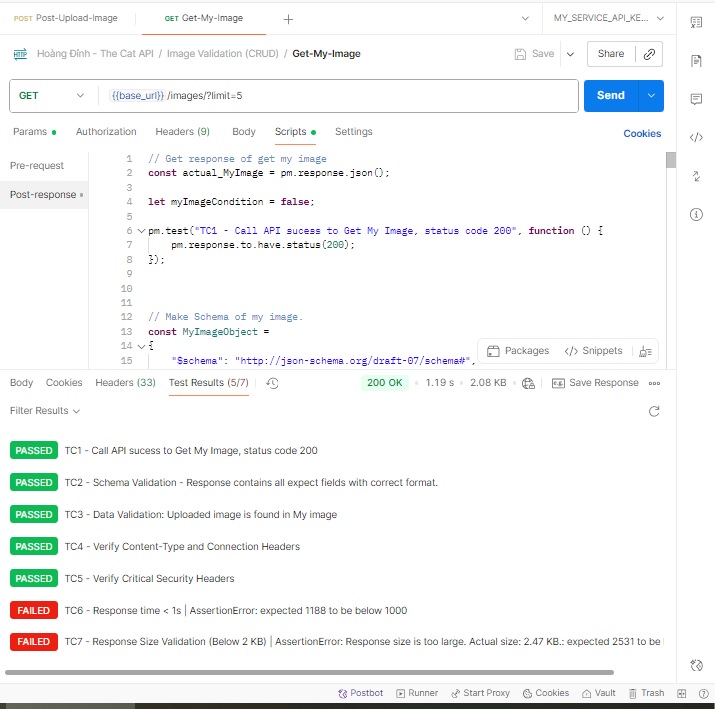 POST Post-Upload-Image GET Get-My-Image + MY_SERVICE_API_KE...
HTTP Hoàng Đỉnh - The Cat API / Image Validation (CRUD) / Get-My-Image Save Share
GET {{base_url}}/images/?limit=5 Send
Params Authorization Headers (9) Body Scripts Settings Cookies
Pre-request
Post-response
1 // Get response of get my image
2 const actual_MyImage = pm.response.json();
3
4 let myImageCondition = false;
5
6 pm.test("TC1 - Call API sucess to Get My Image, status code 200", function () {
7 pm.response.to.have.status(200);
8 });
9
10
11
12 // Make Schema of my image.
13 const MyImageObject =
14 {
15 "$schema": "http://json-schema.org/draft-07/schema#",
Packages Snippets
Body Cookies Headers (33) Test Results (5/7) 200 OK 1.19 s 2.08 KB Save Response
Filter Results
PASSED TC1 - Call API sucess to Get My Image, status code 200
PASSED TC2 - Schema Validation - Response contains all expect fields with correct format.
PASSED TC3 - Data Validation: Uploaded image is found in My image
PASSED TC4 - Verify Content-Type and Connection Headers
PASSED TC5 - Verify Critical Security Headers
FAILED TC6 - Response time < 1s | AssertionError: expected 1188 to be below 1000
FAILED TC7 - Response Size Validation (Below 2 KB) | AssertionError: Response size is too large. Actual size: 2.47 KB.: expected 2531 to be
Postbot Runner Start Proxy Cookies Vault Trash